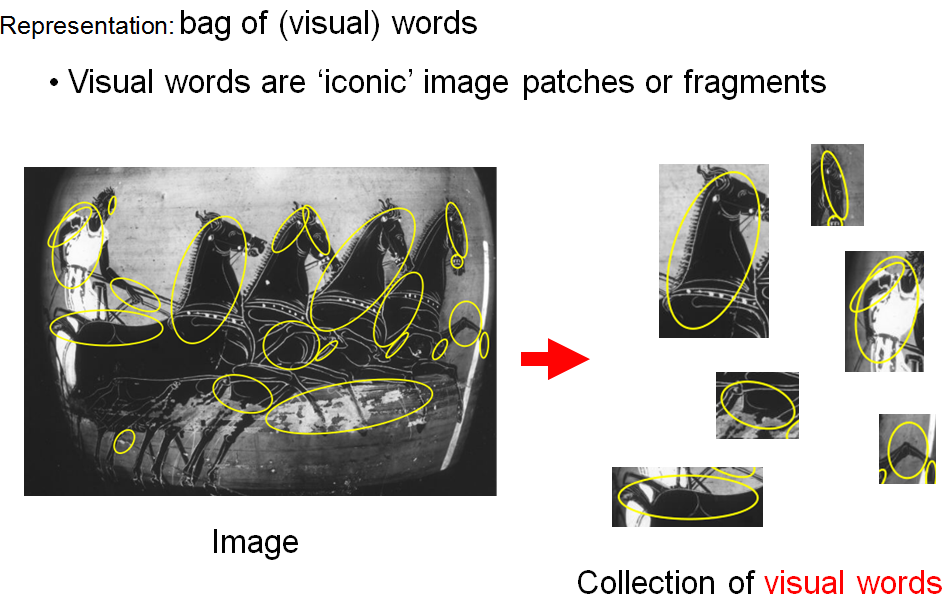 Representation: bag of (visual) words
• Visual words are ‘iconic’ image patches or fragments
Image
Collection of visual words